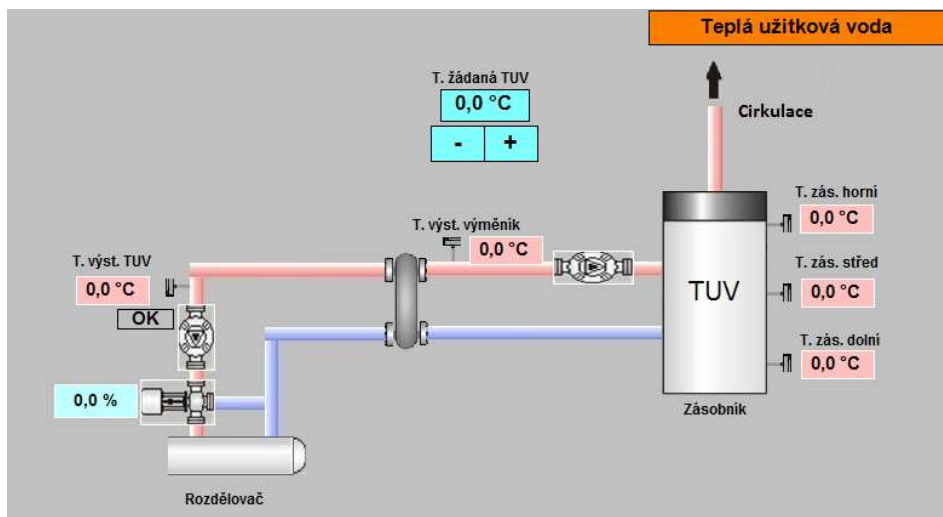 Teplá užitková voda
T. žádaná TUV
0,0 °C
- +
Cirkulace
T. zás. horní
0,0 °C
T. výst. výměník
0,0 °C
T. výst. TUV
0,0 °C
OK
T. zás. střed
0,0 °C
TUV
T. zás. dolní
0,0 °C
0,0 %
Zásobník
Rozdělovač